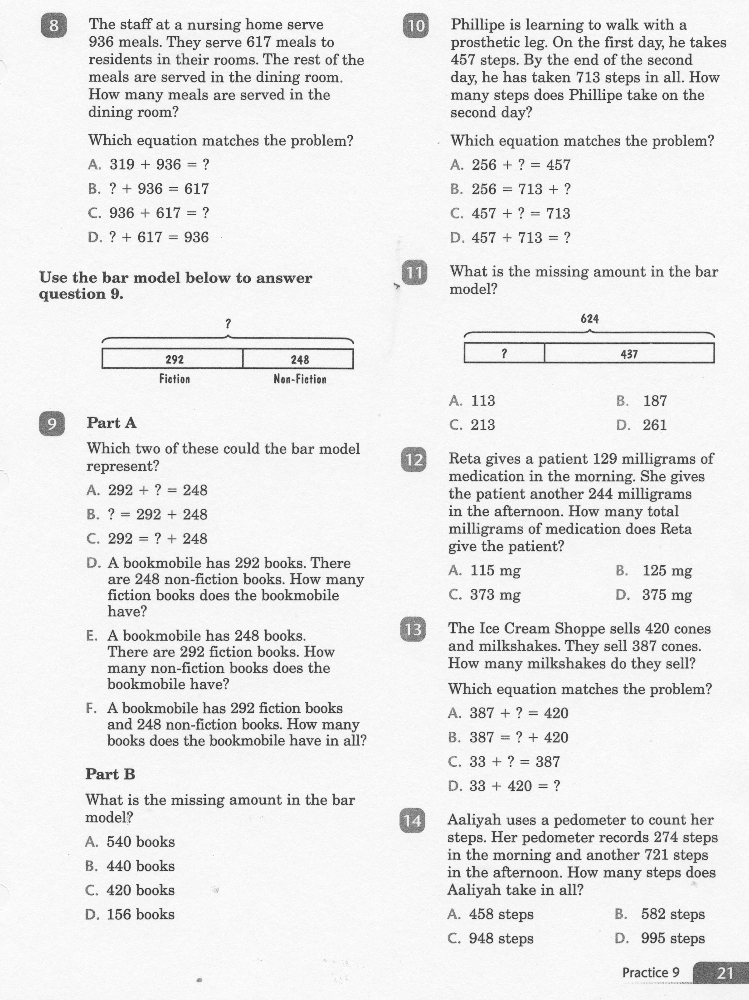 8
The staff at a nursing home serve
936 meals. They serve 617 meals to
residents in their rooms. The rest of the
meals are served in the dining room.
How many meals are served in the
dining room?
Which equation matches the problem?
A. 319 + 936 = ?
B. ? + 936 = 617
C. 936 + 617 = ?
D. ? + 617 = 936
Use the bar model below to answer
question 9.
?
292 248
Fiction Non-Fiction
9
Part A
Which two of these could the bar model
represent?
A. 292 + ? = 248
B. ? = 292 + 248
C. 292 = ? + 248
D. A bookmobile has 292 books. There
are 248 non-fiction books. How many
fiction books does the bookmobile
have?
E. A bookmobile has 248 books.
There are 292 fiction books. How
many non-fiction books does the
bookmobile have?
F. A bookmobile has 292 fiction books
and 248 non-fiction books. How many
books does the bookmobile have in all?
Part B
What is the missing amount in the bar
model?
A. 540 books
B. 440 books
C. 420 books
D. 156 books
10
Phillipe is learning to walk with a
prosthetic leg. On the first day, he takes
457 steps. By the end of the second
day, he has taken 713 steps in all. How
many steps does Phillipe take on the
second day?
Which equation matches the problem?
A. 256 + ? = 457
B. 256 = 713 + ?
C. 457 + ? = 713
D. 457 + 713 = ?
11
What is the missing amount in the bar
model?
624
? 437
A. 113 B. 187
C. 213 D. 261
12
Reta gives a patient 129 milligrams of
medication in the morning. She gives
the patient another 244 milligrams
in the afternoon. How many total
milligrams of medication does Reta
give the patient?
A. 115 mg B. 125 mg
C. 373 mg D. 375 mg
13
The Ice Cream Shoppe sells 420 cones
and milkshakes. They sell 387 cones.
How many milkshakes do they sell?
Which equation matches the problem?
A. 387 + ? = 420
B. 387 = ? + 420
C. 33 + ? = 387
D. 33 + 420 = ?
14
Aaliyah uses a pedometer to count her
steps. Her pedometer records 274 steps
in the morning and another 721 steps
in the afternoon. How many steps does
Aaliyah take in all?
A. 458 steps B. 582 steps
C. 948 steps D. 995 steps
Practice 9 21